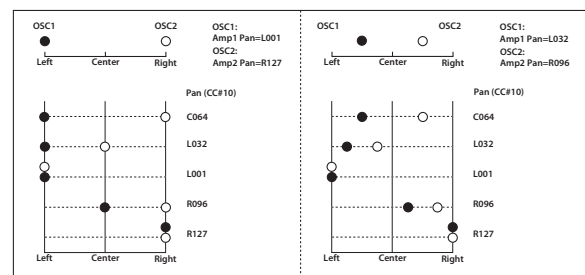 OSC1 OSC2
OSC1:
Amp1 Pan=L001
OSC2:
Amp2 Pan=R127
Left Center Right
Pan (CC#10)
C064
L032
L001
R096
R127
Left Center Right
OSC1 OSC2
OSC1:
Amp1 Pan=L032
OSC2:
Amp2 Pan=R096
Left Center Right
Pan (CC#10)
C064
L032
L001
R096
R127
Left Center Right